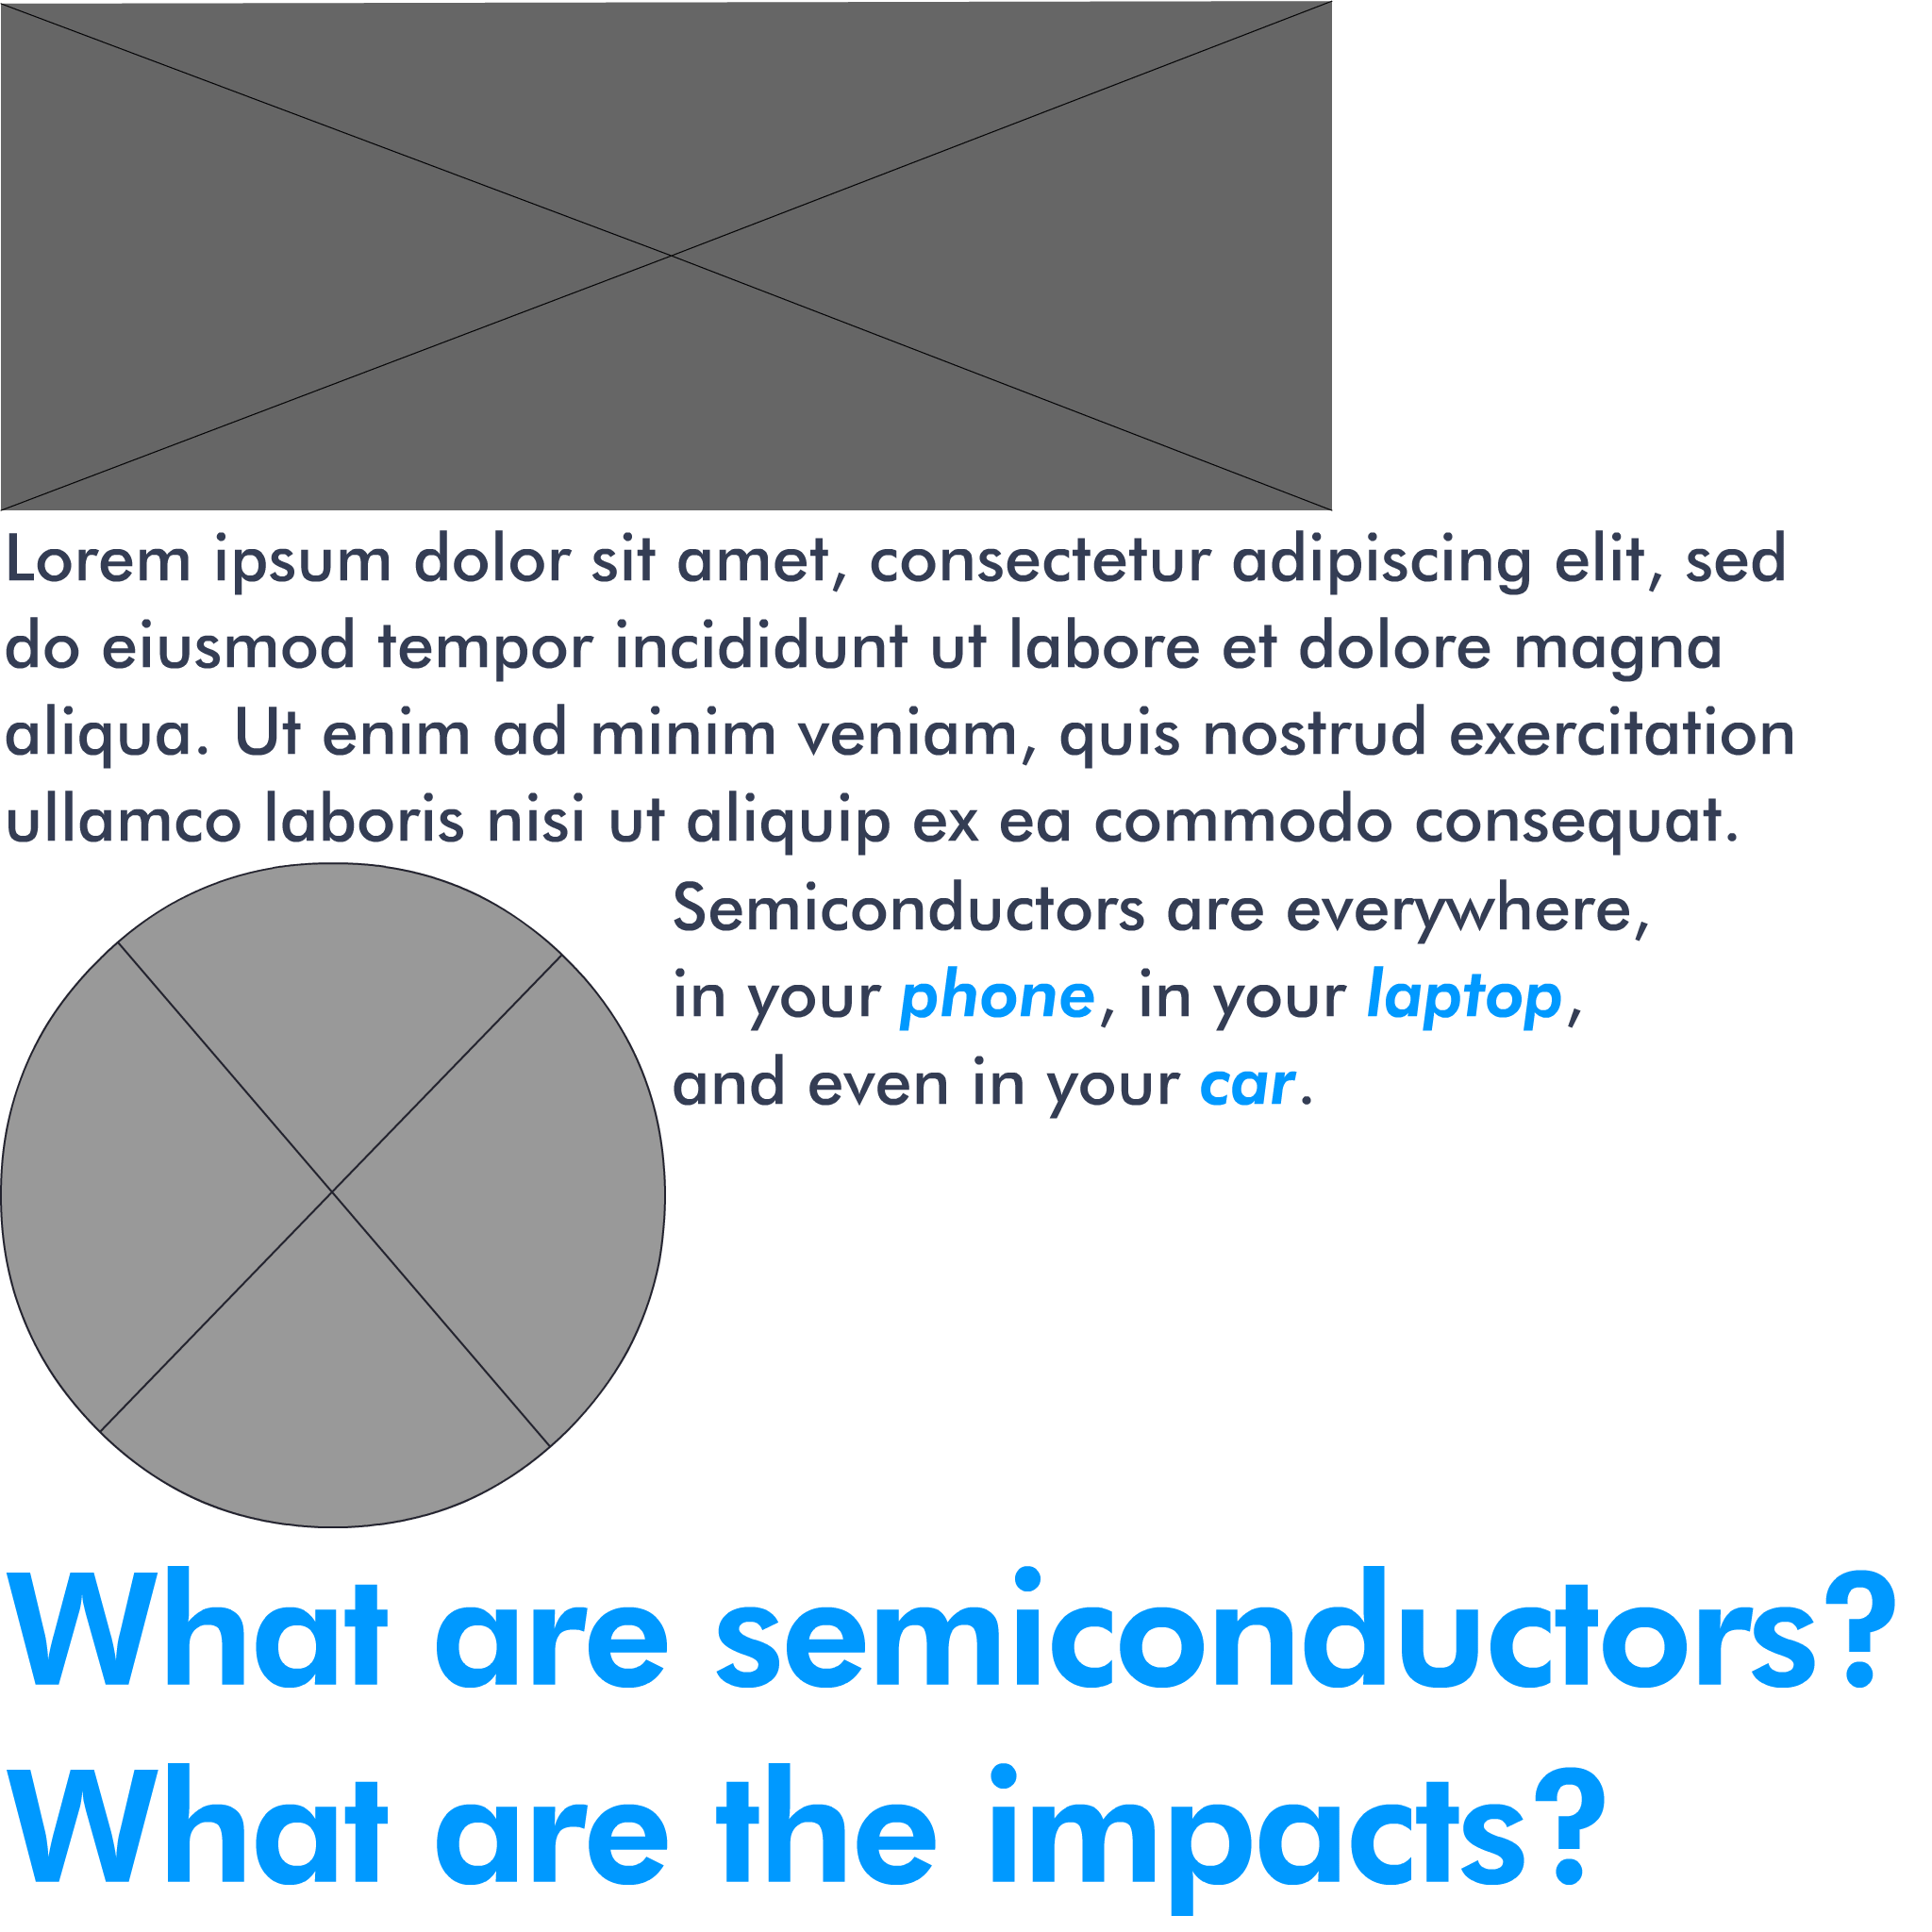 Lorem ipsum dolor sit amet, consectetur adipiscing elit, sed
do eiusmod tempor incididunt ut labore et dolore magna
aliqua. Ut enim ad minim veniam, quis nostrud exercitation
ullamco laboris nisi ut aliquip ex ea commodo consequat.
Semiconductors are everywhere,
in your phone, in your laptop,
and even in your car.
What are semiconductors?
What are the impacts?